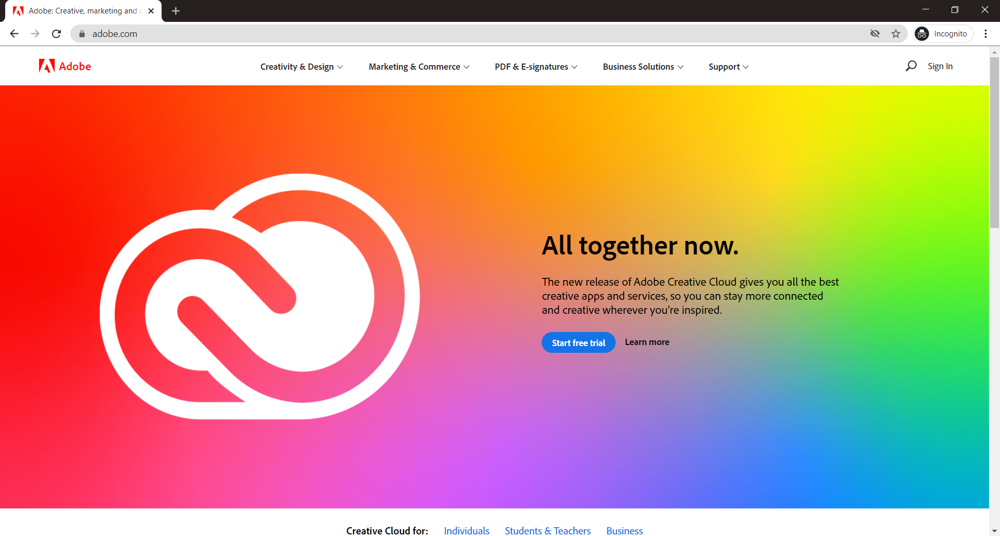 Adobe: Creative, marketing and
adobe.com
Incognito
Adobe
Creativity & Design
Marketing & Commerce
PDF & E-signatures
Business Solutions
Support
Sign In
All together now.
The new release of Adobe Creative Cloud gives you all the best
creative apps and services, so you can stay more connected
and creative wherever you’re inspired.
Start free trial
Learn more
Creative Cloud for:
Individuals
Students & Teachers
Business